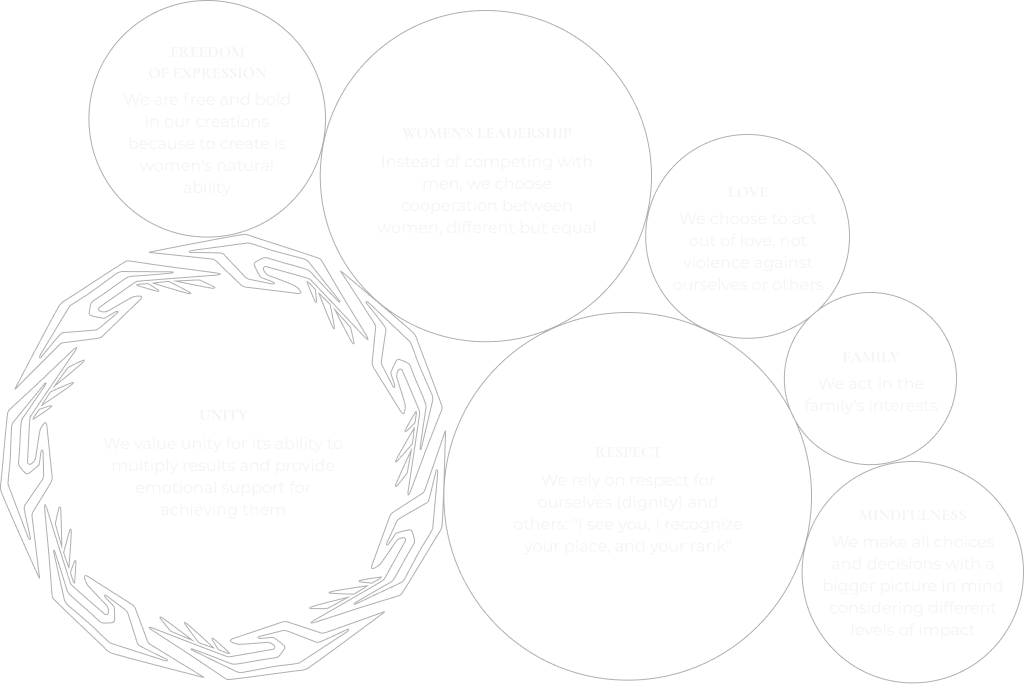 FREEDOM
OF EXPRESSION
We are free and bold
in our creations
because to create is
women's natural
ability
WOMEN'S LEADERSHIP
Instead of competing with
men, we choose
cooperation between
women, different but equal
LOVE
We choose to act
out of love, not
violence against
ourselves or others
FAMILY
We act in the
family's interests
UNITY
We value unity for its ability to
multiply results and provide
emotional support for
achieving them
RESPECT
We rely on respect for
ourselves (dignity) and
others: "I see you, I recognize
your place, and your rank"
MINDFULNESS
We make all choices
and decisions with a
bigger picture in mind
considering different
levels of impact